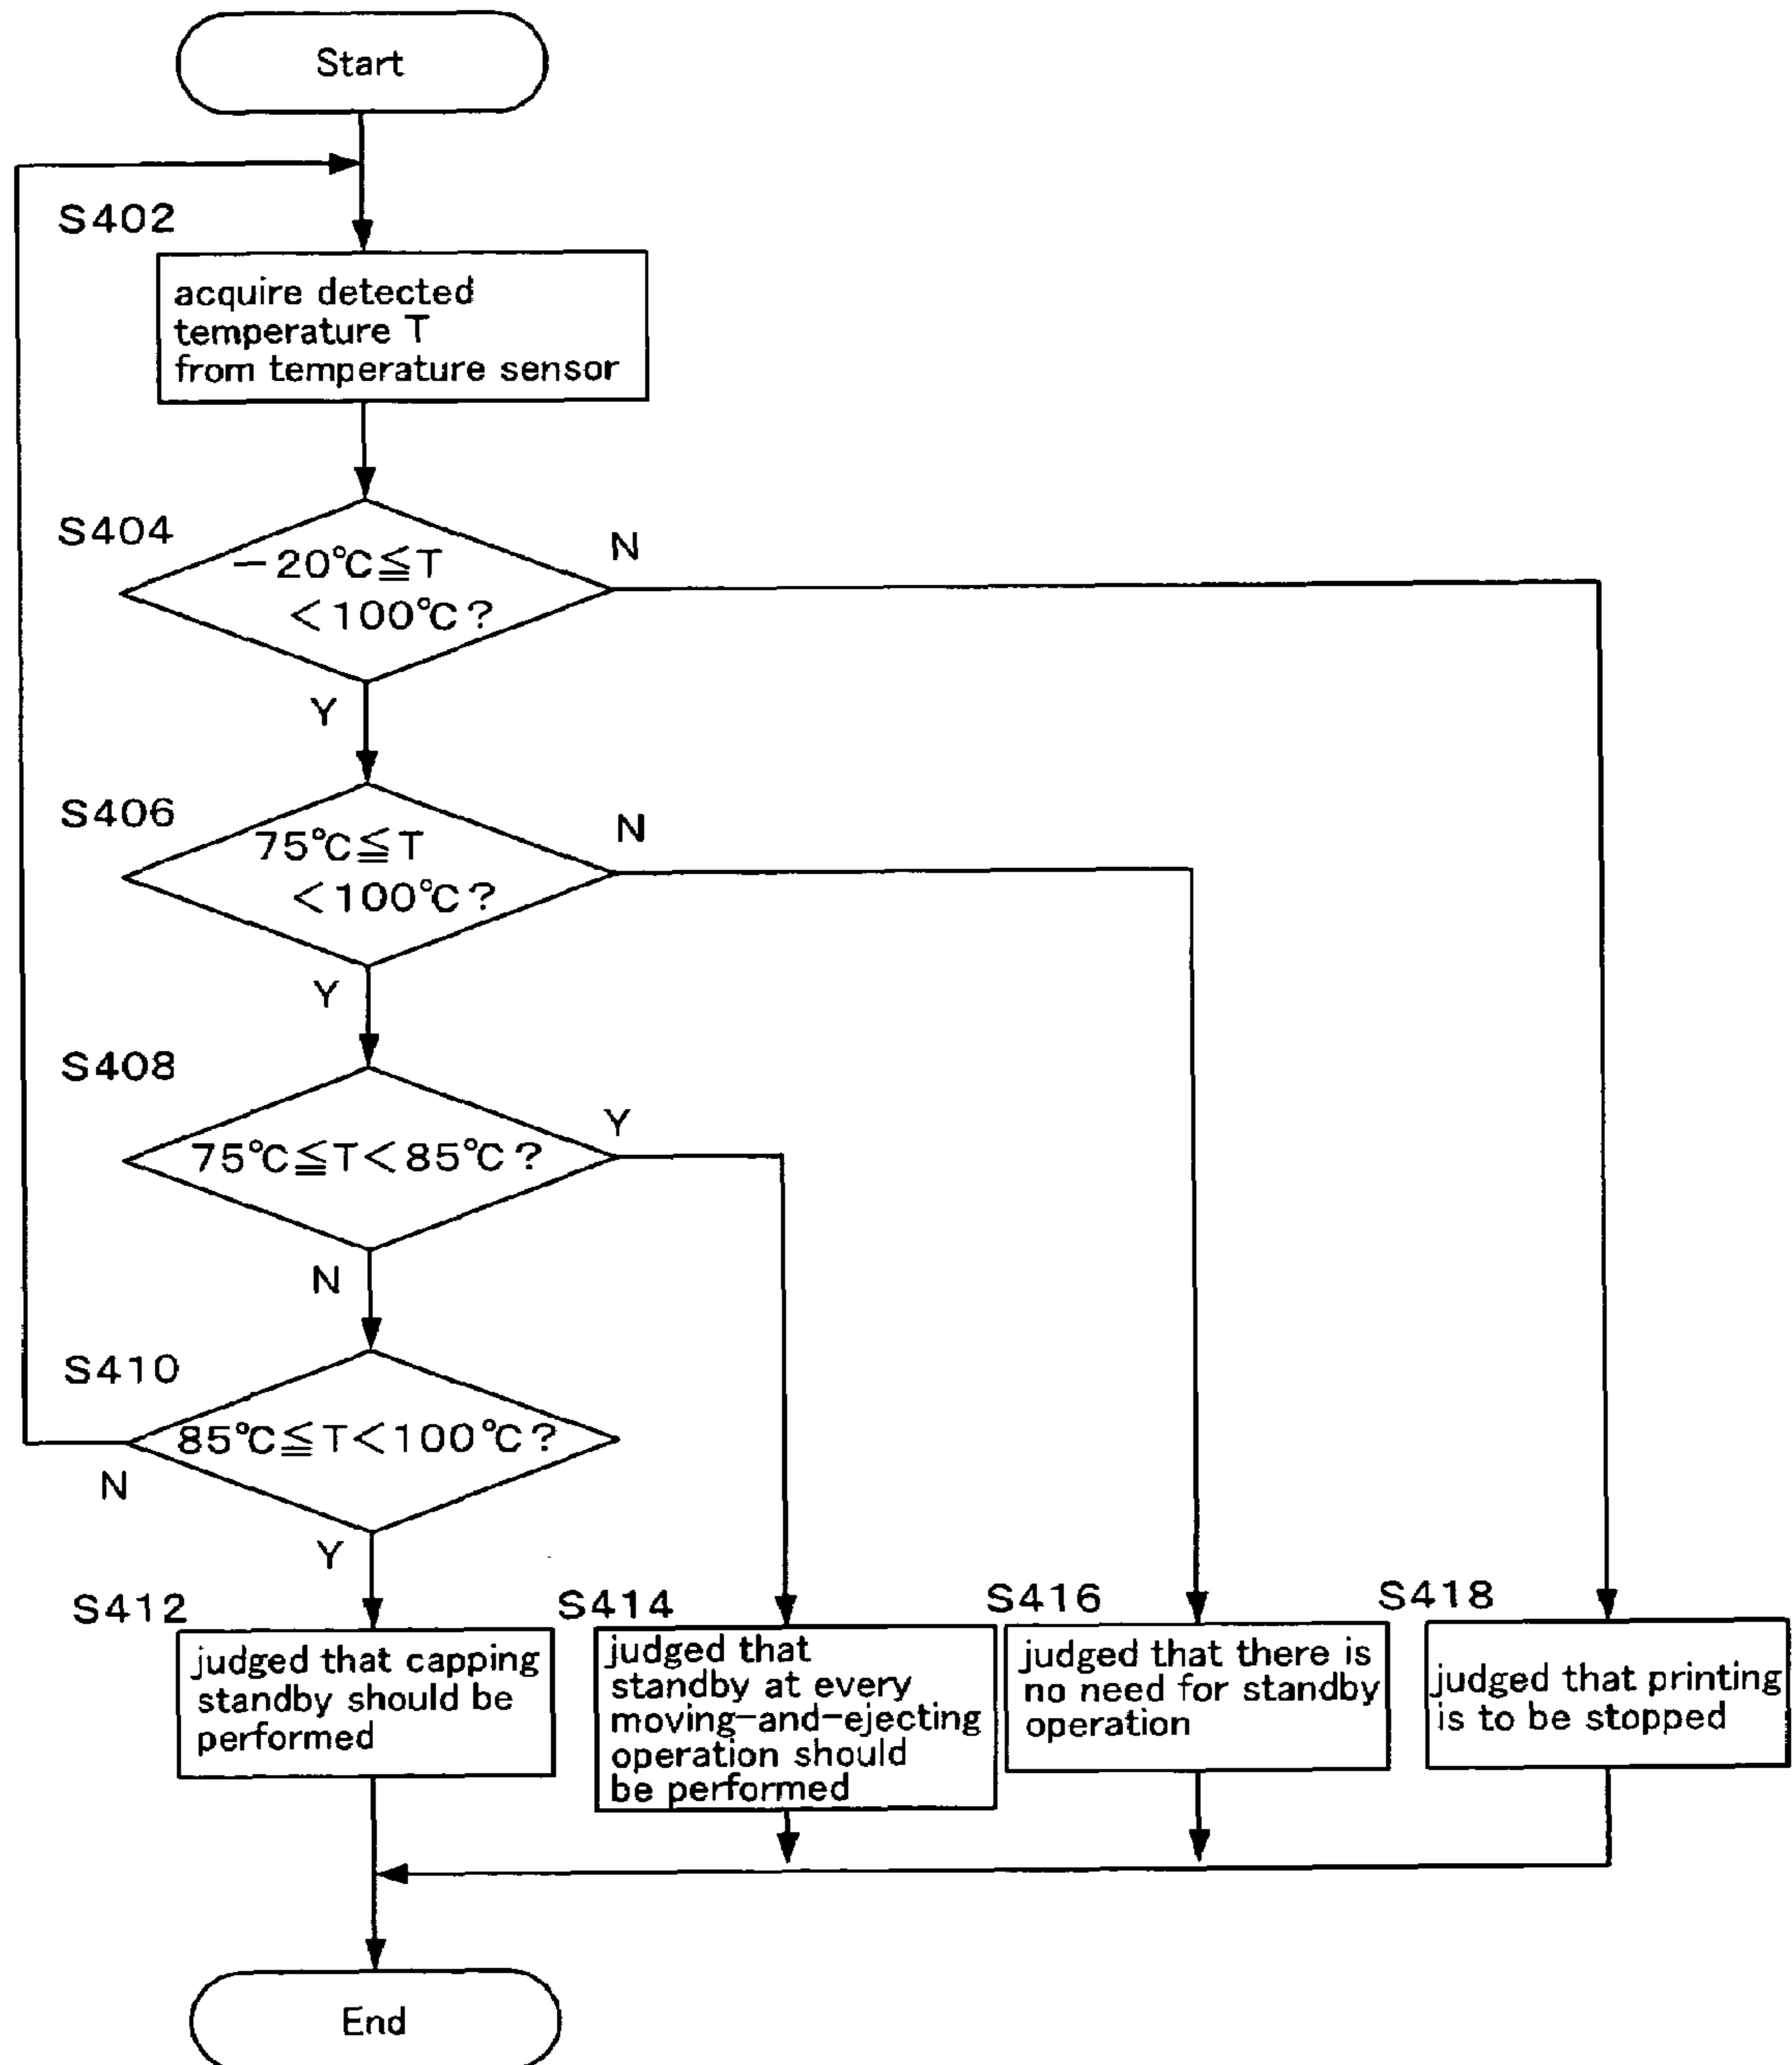 Start
S402
acquire detected
temperature T
from temperature sensor
S404
−20℃≦T
<100℃?
N
Y
S406
75℃≦T
<100℃?
N
Y
S408
75℃≦T<85℃?
Y
N
S410
85℃≦T<100℃?
N
Y
S412
judged that capping
standby should be
performed
S414
judged that
standby at every
moving-and-ejecting
operation should
be performed
S416
judged that there is
no need for standby
operation
S418
judged that printing
is to be stopped
End